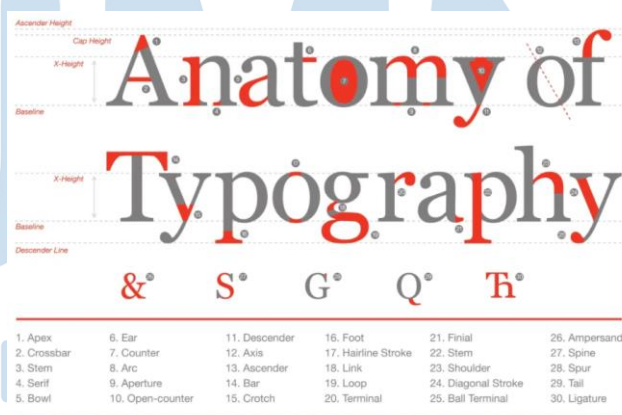 Ascender Height
Cap Height
X-Height
Anatomy of
Baseline
X-Height
Typography
Baseline
Descender Line
& S G Q Th
1. Apex
2. Crossbar
3. Stem
4. Serif
5. Bowl
6. Ear
7. Counter
8. Arc
9. Aperture
10. Open-counter
11. Descender
12. Axis
13. Ascender
14. Bar
15. Crotch
16. Foot
17. Hairline Stroke
18. Link
19. Loop
20. Terminal
21. Finial
22. Stem
23. Shoulder
24. Diagonal Stroke
25. Ball Terminal
26. Ampersand
27. Spine
28. Spur
29. Tail
30. Ligature